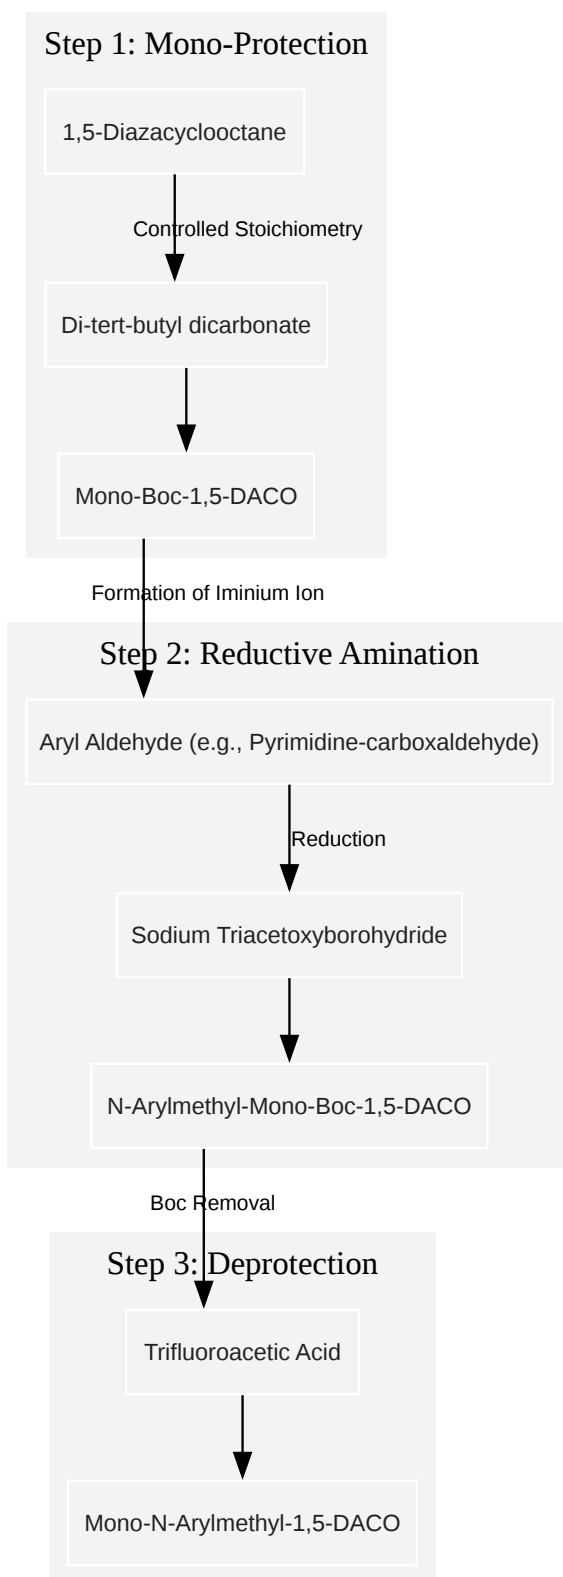 Step 1: Mono-Protection
1,5-Diazacyclooctane
Controlled Stoichiometry
Di-tert-butyl dicarbonate
Mono-Boc-1,5-DACO
Formation of Iminium Ion
Step 2: Reductive Amination
Aryl Aldehyde (e.g., Pyrimidine-carboxaldehyde)
Reduction
Sodium Triacetoxyborohydride
N-Arylmethyl-Mono-Boc-1,5-DACO
Boc Removal
Step 3: Deprotection
Trifluoroacetic Acid
Mono-N-Arylmethyl-1,5-DACO